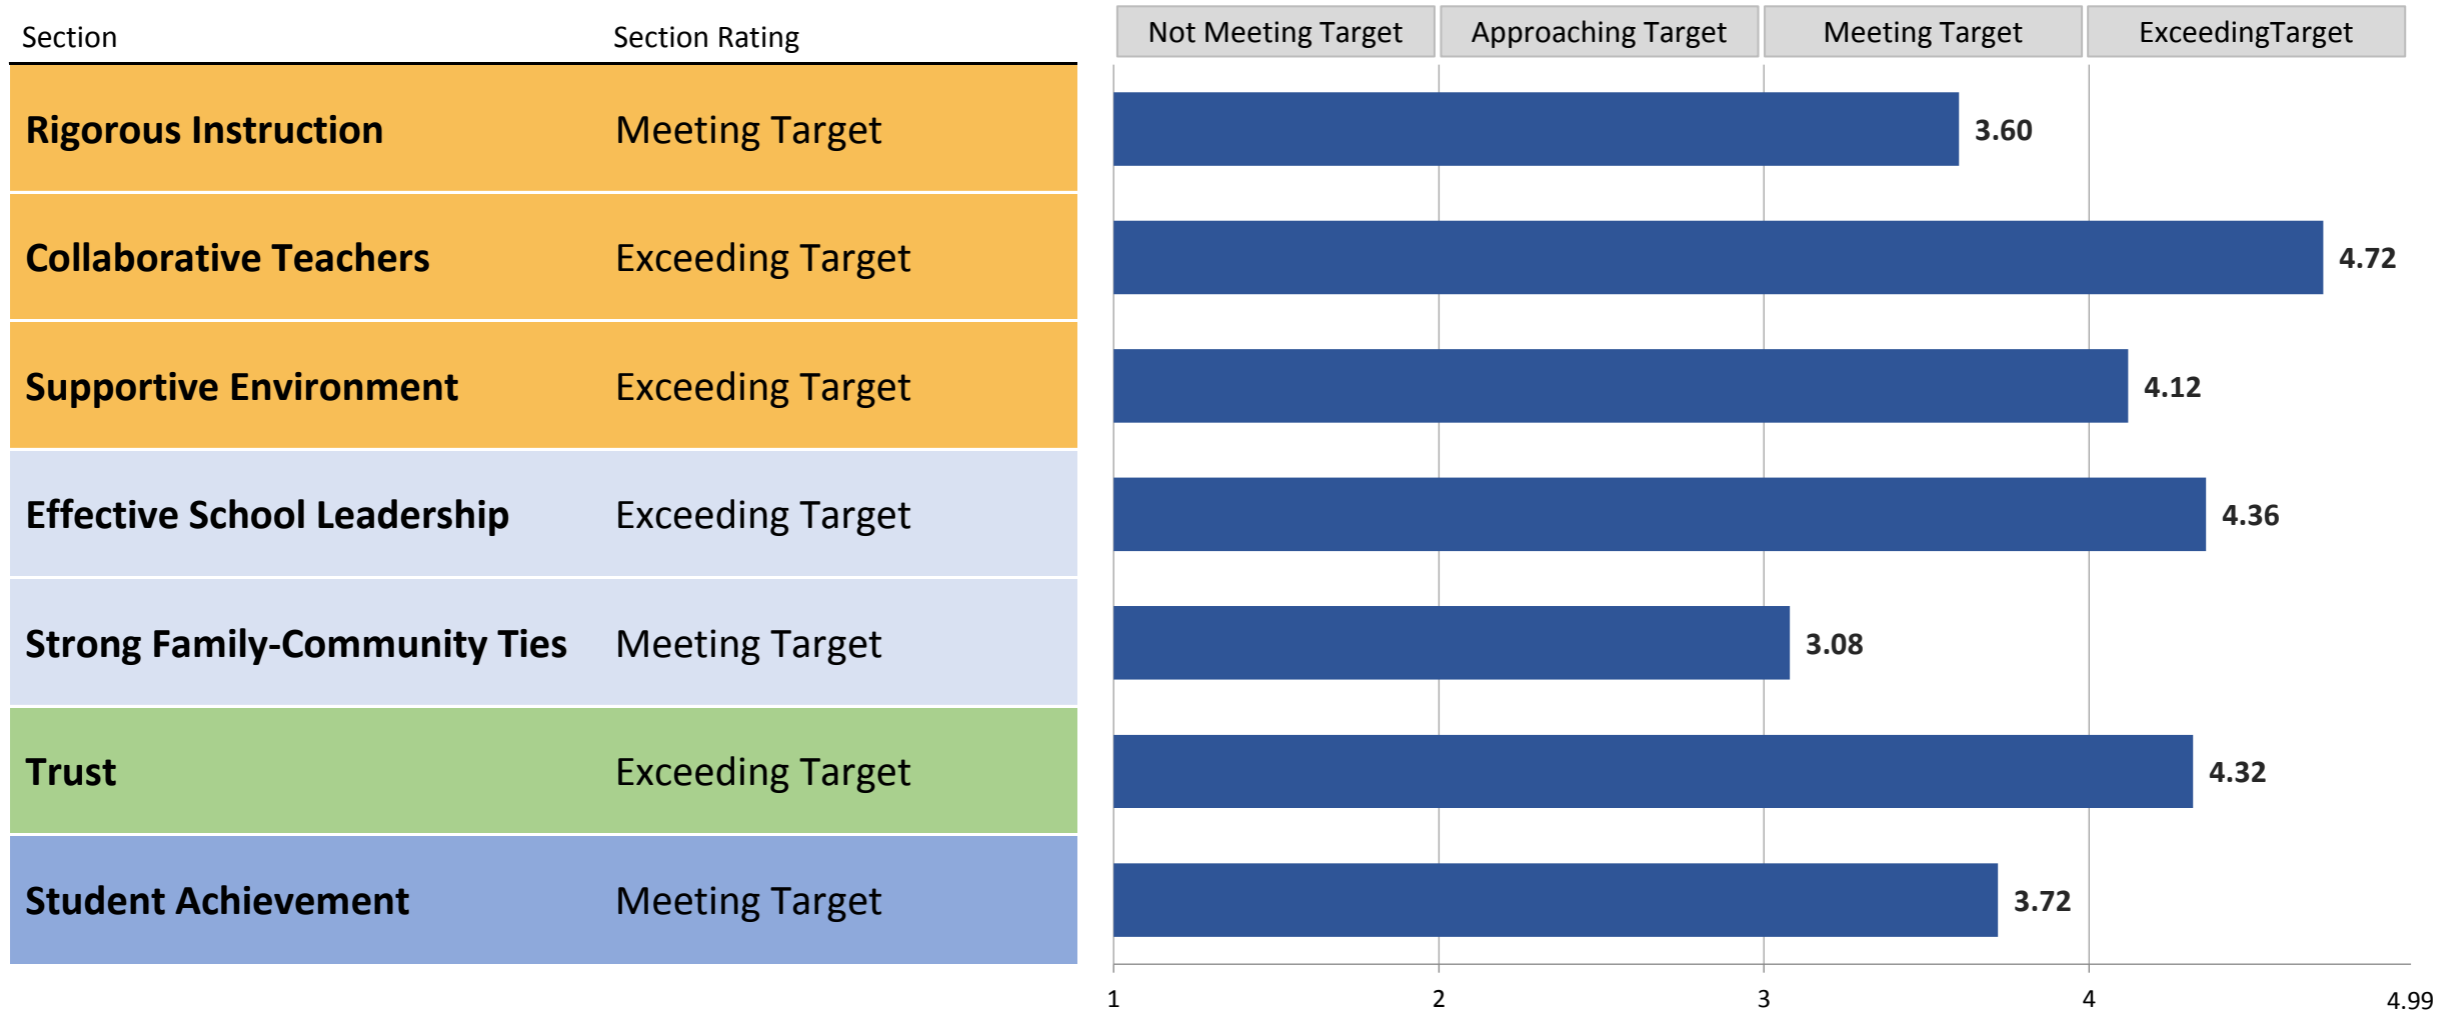 Section Section Rating Not Meeting Target Approaching Target Meeting Target ExceedingTarget
Rigorous Instruction Meeting Target 3.60
Collaborative Teachers Exceeding Target 4.72
Supportive Environment Exceeding Target 4.12
Effective School Leadership Exceeding Target 4.36
Strong Family-Community Ties Meeting Target 3.08
Trust Exceeding Target 4.32
Student Achievement Meeting Target 3.72
1 2 3 4 4.99